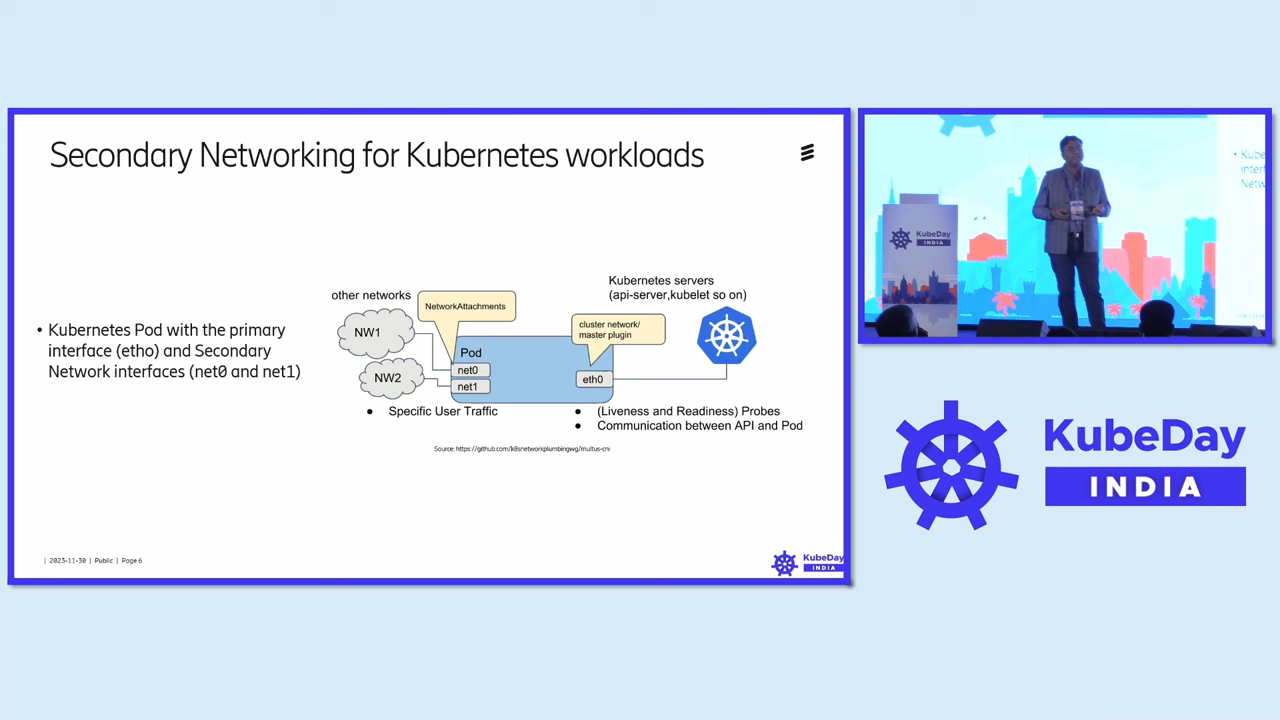 Secondary Networking for Kubernetes workloads
• Kubernetes Pod with the primary
interface (etho) and Secondary
Network interfaces (net0 and net1)
other networks
NetworkAttachments
Kubernetes servers
(api-server,kubelet so on)
cluster network/
master plugin
NW1
NW2
Pod
net0
net1
eth0
● Specific User Traffic
● (Liveness and Readiness) Probes
● Communication between API and Pod
Source: https://github.com/k8snetworkplumbingwg/multus-cni
| 2023-11-30 | Public | Page 6
KubeDay
INDIA
• Kube
interf
Netw
KubeDay
INDIA
KubeDay
INDIA